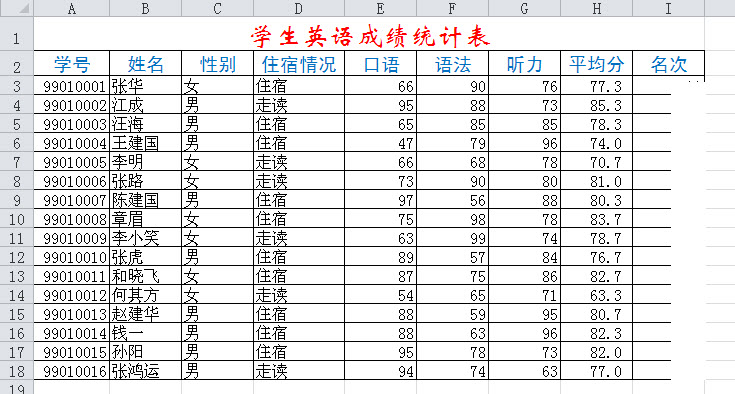 A B C D E F G H I
1 学生英语成绩统计表
2 学号 姓名 性别 住宿情况 口语 语法 听力 平均分 名次
3 99010001 张华 女 住宿 66 90 76 77.3
4 99010002 江成 男 走读 95 88 73 85.3
5 99010003 汪海 男 住宿 65 85 85 78.3
6 99010004 王建国 男 住宿 47 79 96 74.0
7 99010005 李明 女 走读 66 68 78 70.7
8 99010006 张路 女 走读 73 90 80 81.0
9 99010007 陈建国 男 住宿 97 56 88 80.3
10 99010008 章眉 女 住宿 75 98 78 83.7
11 99010009 李小笑 女 走读 63 99 74 78.7
12 99010010 张虎 男 住宿 89 57 84 76.7
13 99010011 和晓飞 女 住宿 87 75 86 82.7
14 99010012 何其方 女 走读 54 65 71 63.3
15 99010013 赵建华 男 住宿 88 59 95 80.7
16 99010014 钱一 男 住宿 88 63 96 82.3
17 99010015 孙阳 男 住宿 95 78 73 82.0
18 99010016 张鸿运 男 走读 94 74 63 77.0
19